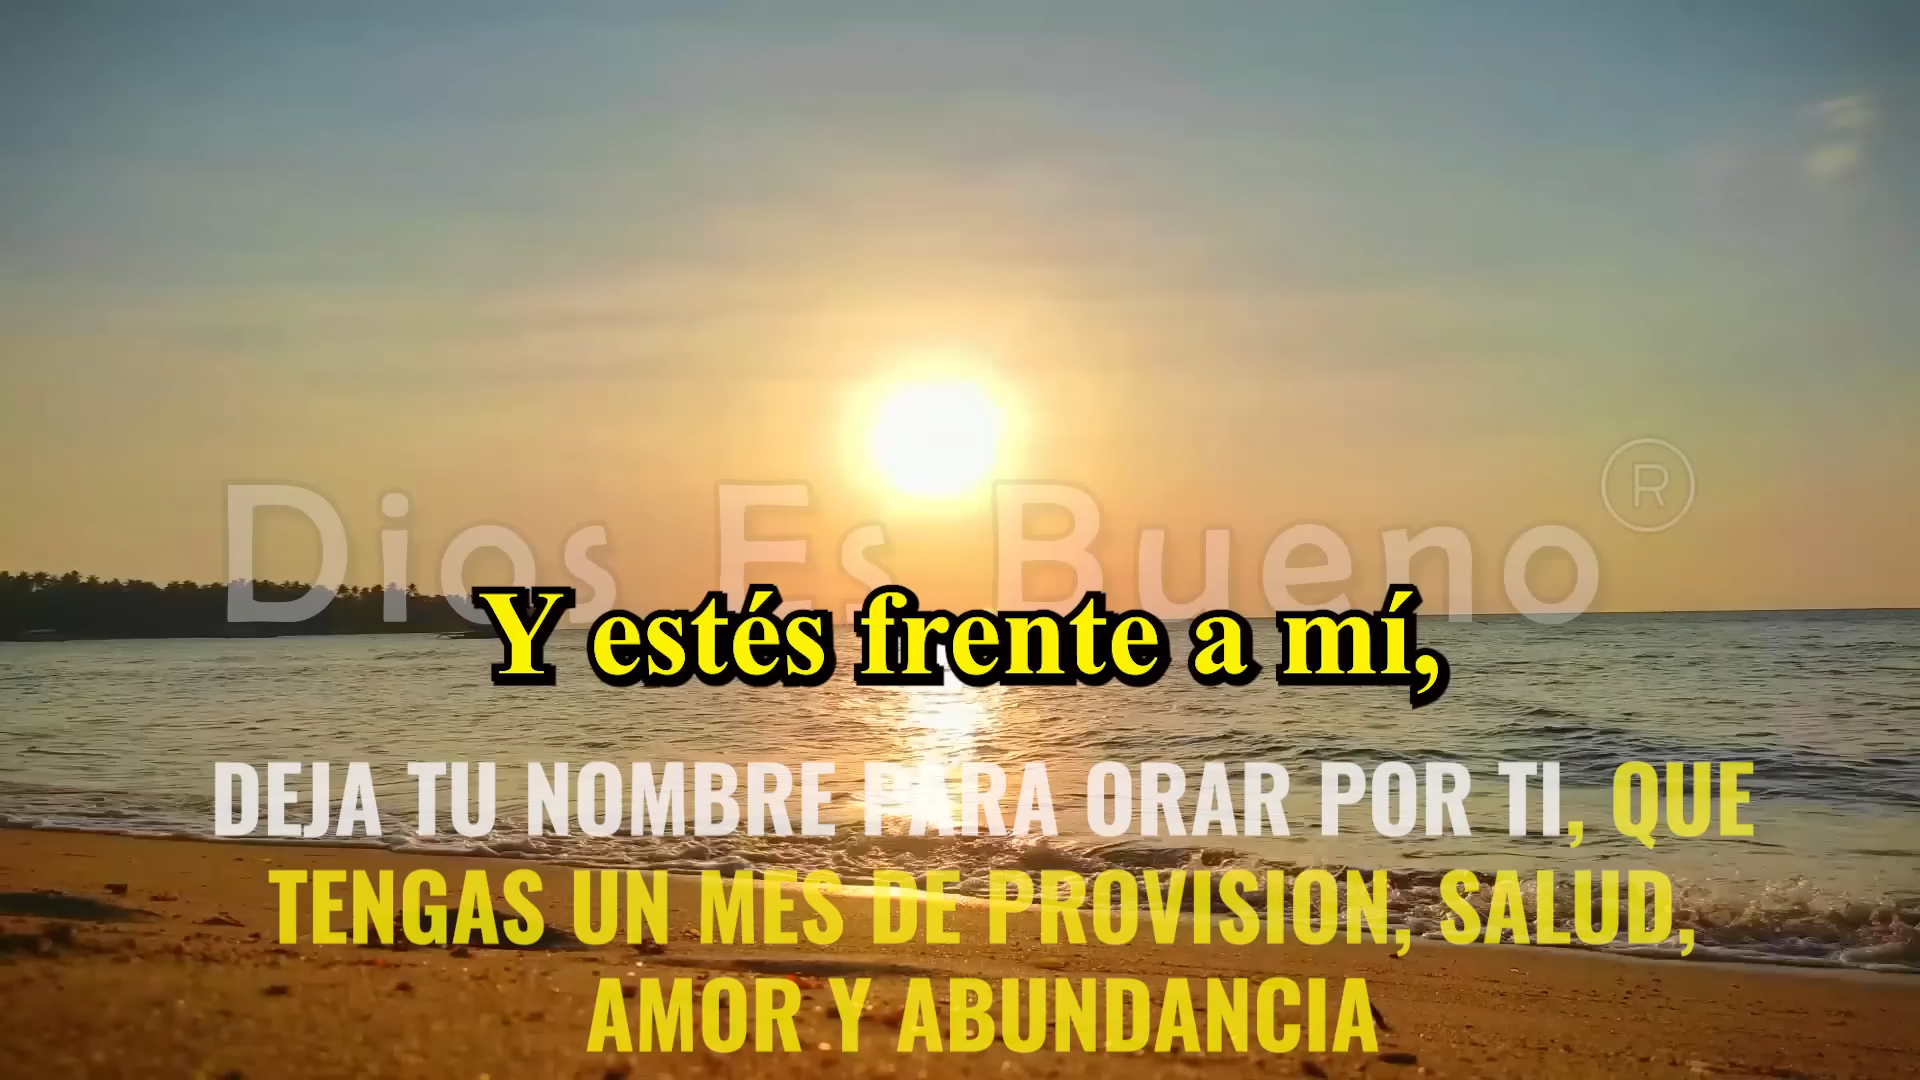 Dios Es Bueno ®
Y estés frente a mí,
DEJA TU NOMBRE PARA ORAR POR TI, QUE
TENGAS UN MES DE PROVISION, SALUD,
AMOR Y ABUNDANCIA